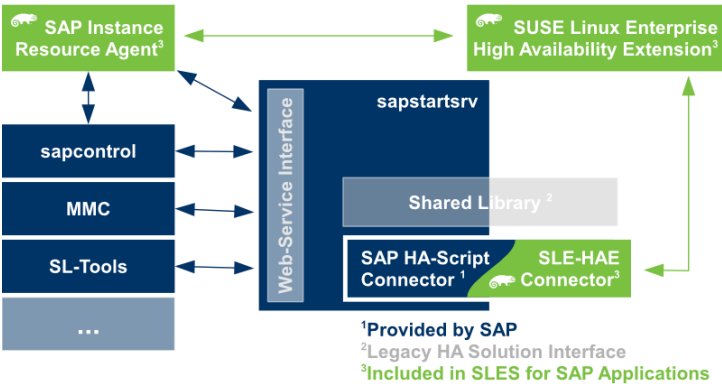 SAP Instance
Resource Agent³
SUSE Linux Enterprise
High Availability Extension³
sapcontrol
MMC
SL-Tools
...
Web-Service Interface
sapstartsrv
Shared Library ²
SAP HA-Script
Connector ¹
SLE-HAE
Connector³
¹Provided by SAP
²Legacy HA Solution Interface
³Included in SLES for SAP Applications